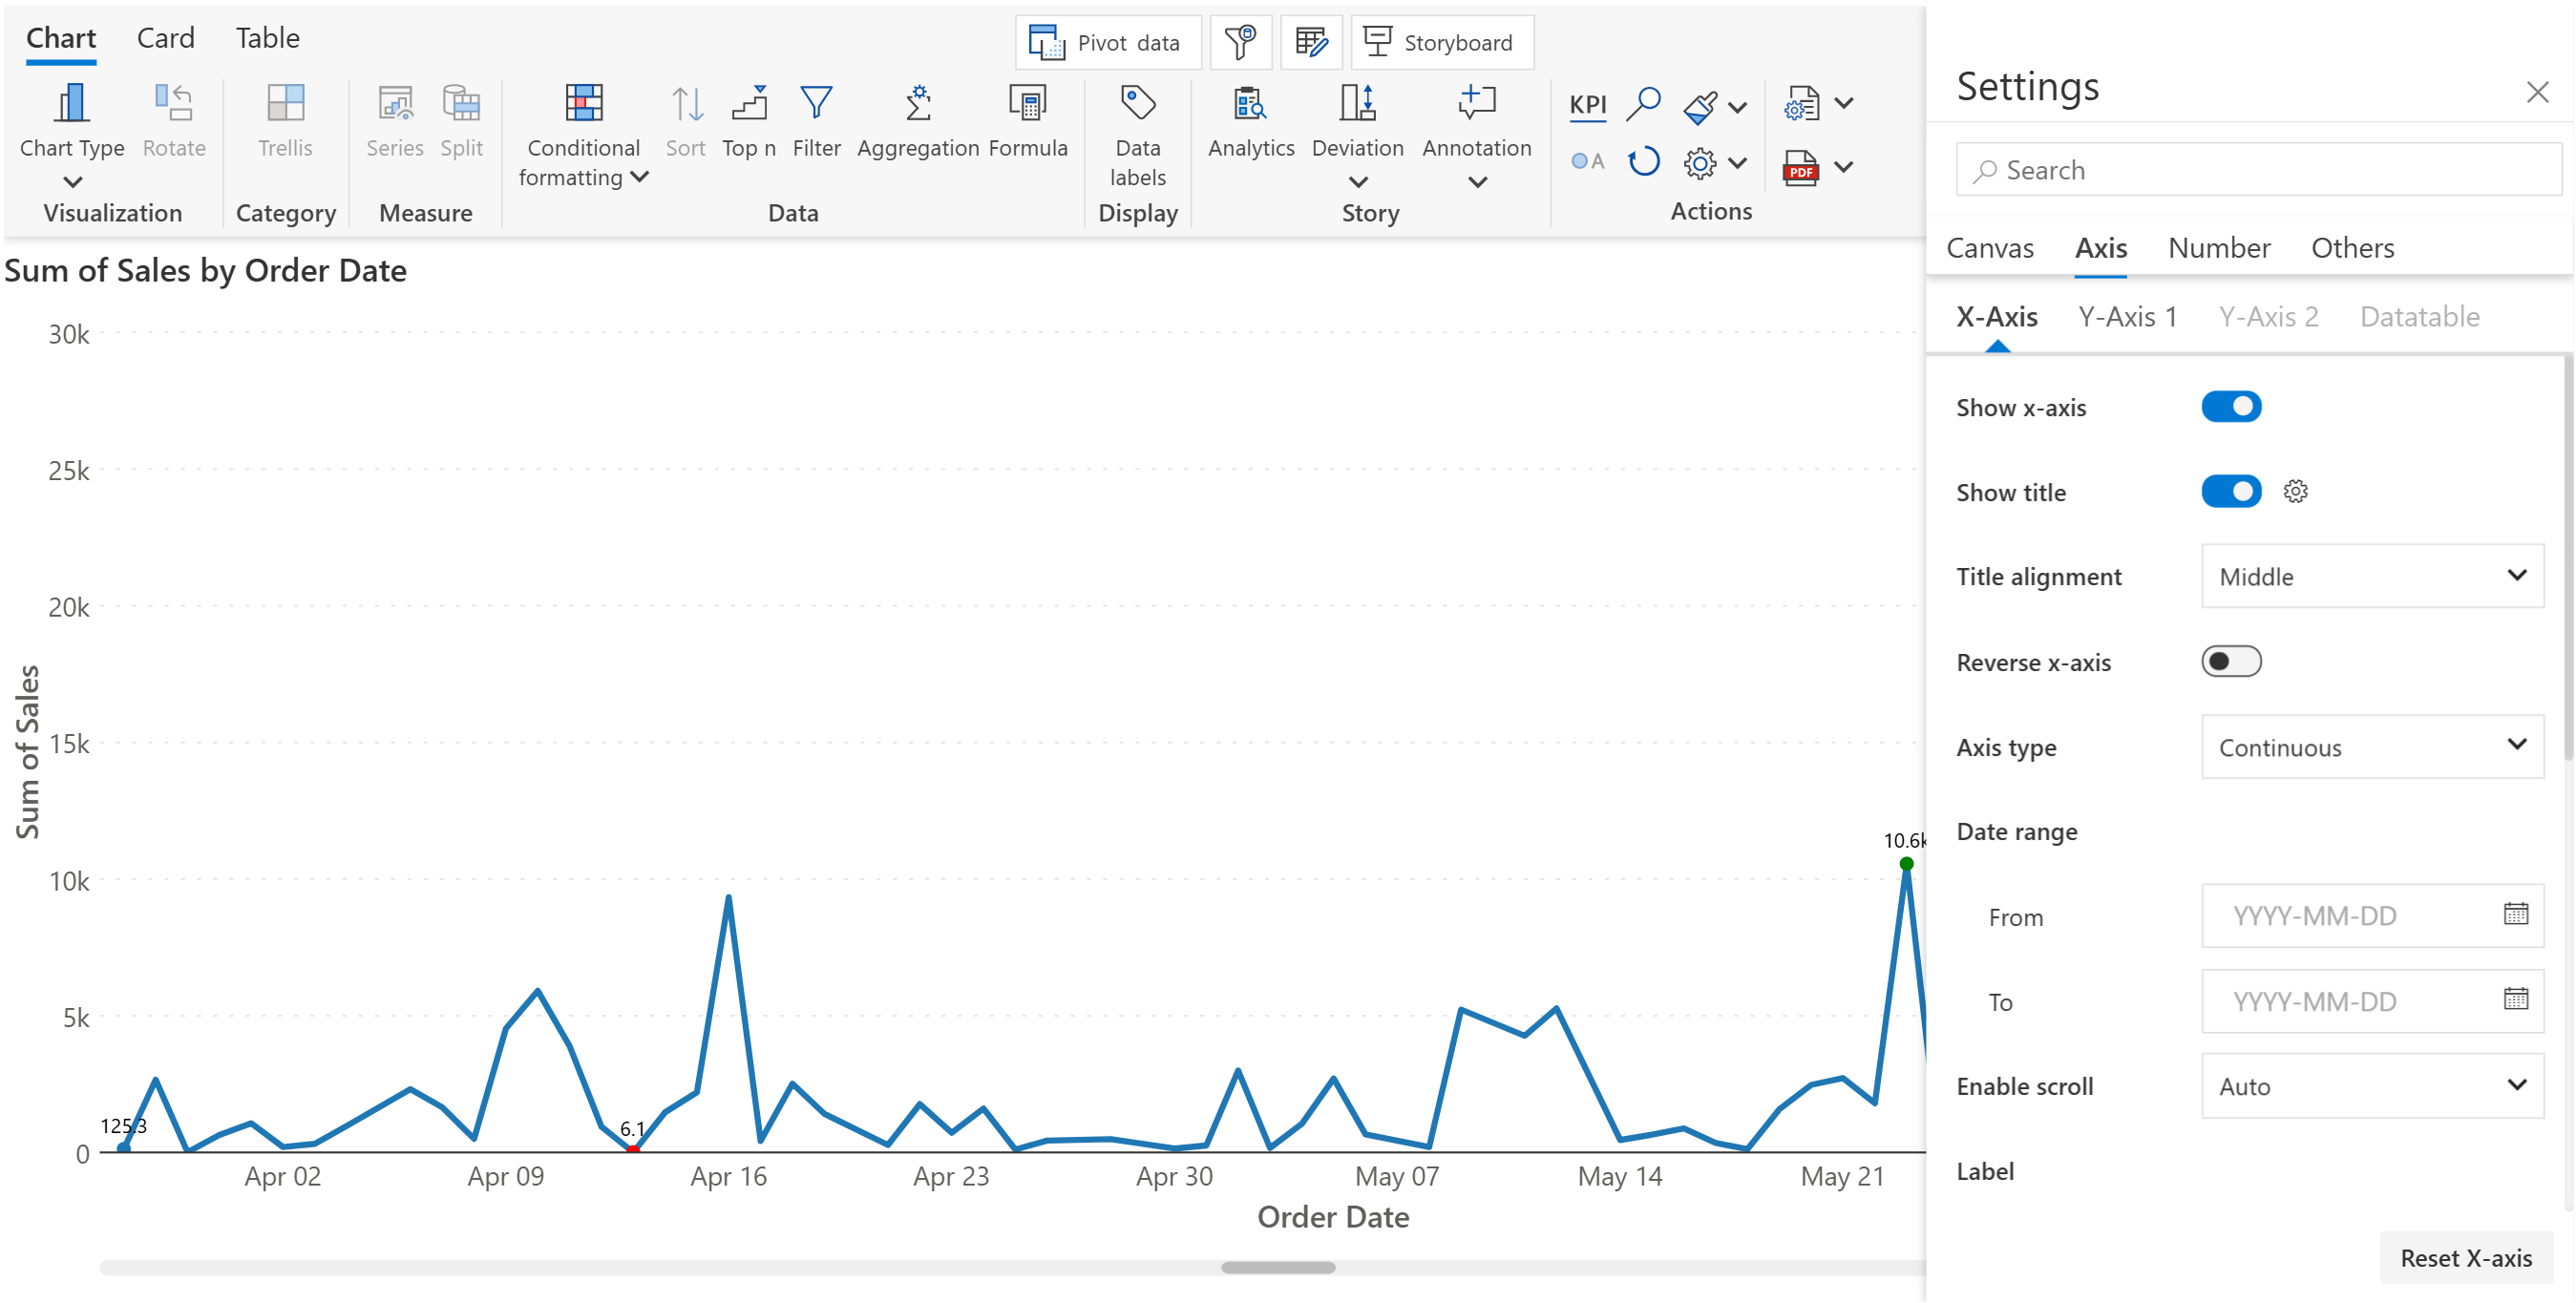 Chart Card Table
Pivot data
Storyboard
Chart Type
Rotate
Visualization
Trellis
Category
Series
Split
Measure
Conditional
formatting
Sort
Top n
Filter
Aggregation
Formula
Data
Data
labels
Display
Analytics
Deviation
Annotation
Story
KPI
A
PDF
Actions
Sum of Sales by Order Date
30k
25k
20k
15k
10k
5k
0
Sum of Sales
125.3
6.1
10.6k
Apr 02 Apr 09 Apr 16 Apr 23 Apr 30 May 07 May 14 May 21
Order Date
Settings
Search
Canvas Axis Number Others
X-Axis Y-Axis 1 Y-Axis 2 Datatable
Show x-axis
Show title
Title alignment Middle
Reverse x-axis
Axis type Continuous
Date range
From YYYY-MM-DD
To YYYY-MM-DD
Enable scroll Auto
Label
Reset X-axis